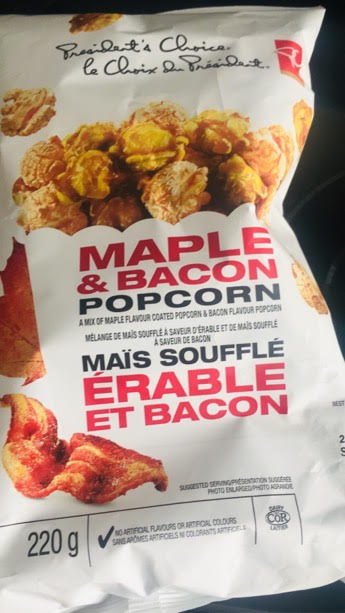 President's Choice
le Choix du Président
MAPLE
& BACON
POPCORN
A MIX OF MAPLE FLAVOUR COATED POPCORN & BACON FLAVOUR POPCORN
MÉLANGE DE MAÏS SOUFFLÉ À SAVEUR D'ÉRABLE ET DE MAÏS SOUFFLÉ
À SAVEUR DE BACON
MAÏS SOUFFLÉ
ÉRABLE
ET BACON
SUGGESTED SERVING/PRÉSENTATION SUGGÉRÉE
PHOTO ENLARGED/PHOTO AGRANDIE
220 g
NO ARTIFICIAL FLAVOURS OR ARTIFICIAL COLOURS
SANS ARÔMES ARTIFICIELS NI COLORANTS ARTIFICIELS
DAIRY
COR
LAITIER